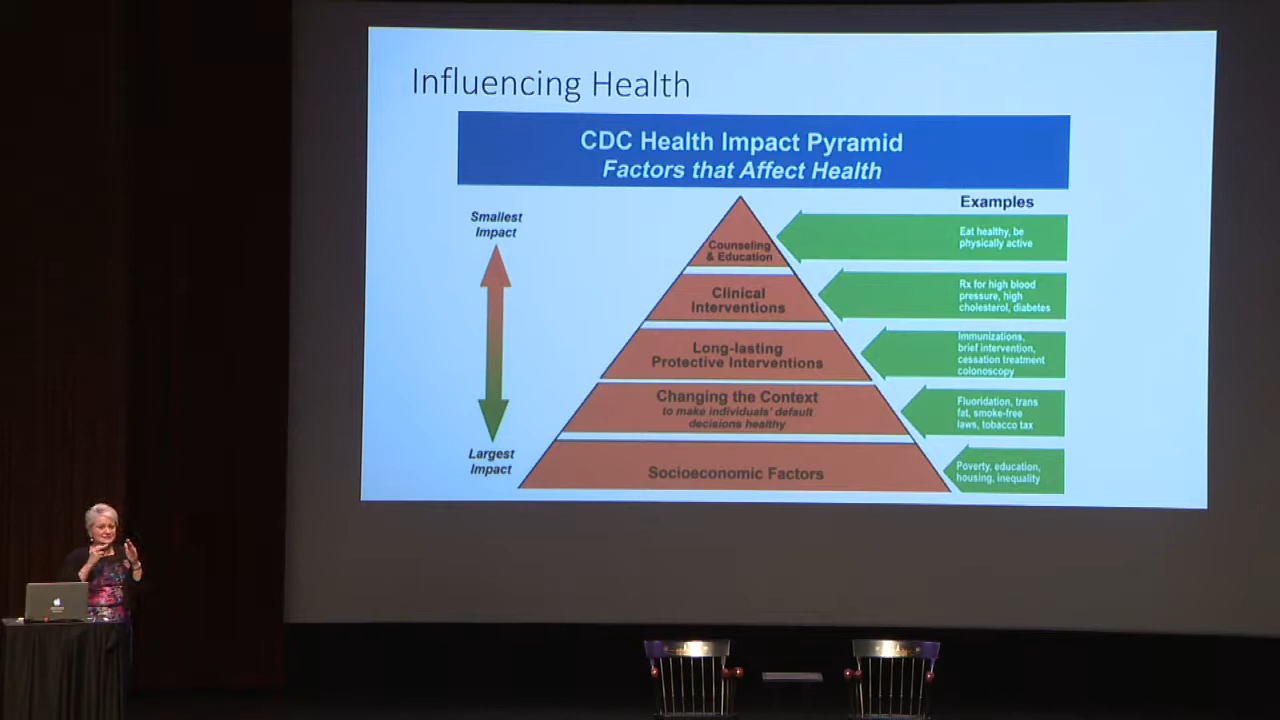 Influencing Health
CDC Health Impact Pyramid
Factors that Affect Health
Smallest
Impact
Largest
Impact
Counseling
& Education
Clinical
Interventions
Long-lasting
Protective Interventions
Changing the Context
to make individuals' default
decisions healthy
Socioeconomic Factors
Examples
Eat healthy, be
physically active
Rx for high blood
pressure, high
cholesterol, diabetes
Immunizations,
brief intervention,
cessation treatment
colonoscopy
Fluoridation, trans
fat, smoke-free
laws, tobacco tax
Poverty, education,
housing, inequality